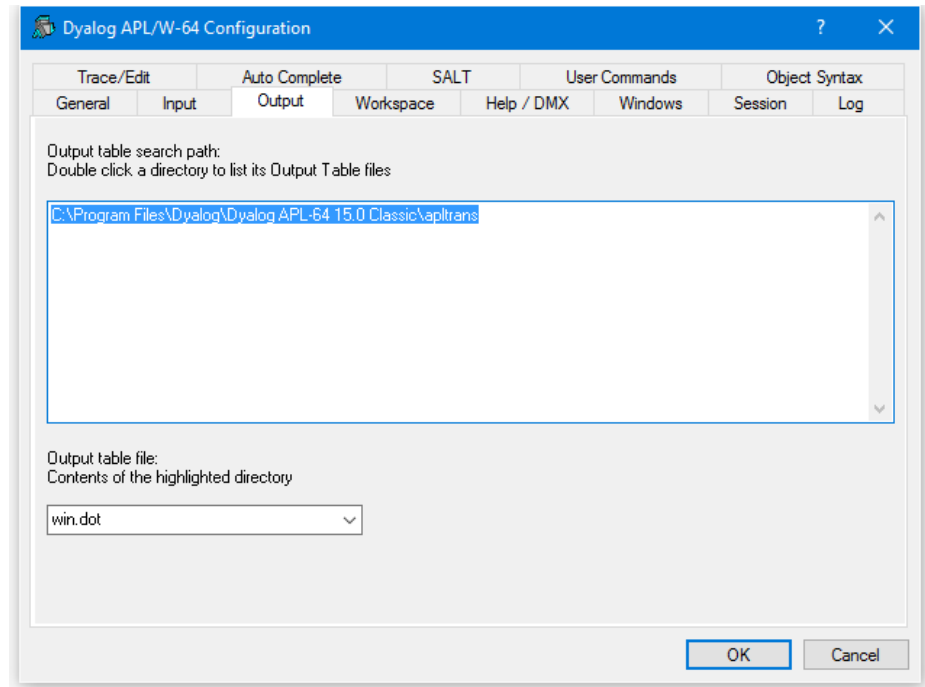 Dyalog APL/W-64 Configuration
Trace/Edit Auto Complete SALT User Commands Object Syntax
General Input Output Workspace Help / DMX Windows Session Log
Output table search path:
Double click a directory to list its Output Table files
C:\Program Files\Dyalog\Dyalog APL-64 15.0 Classic\apltrans
Output table file:
Contents of the highlighted directory
win.dot
OK Cancel